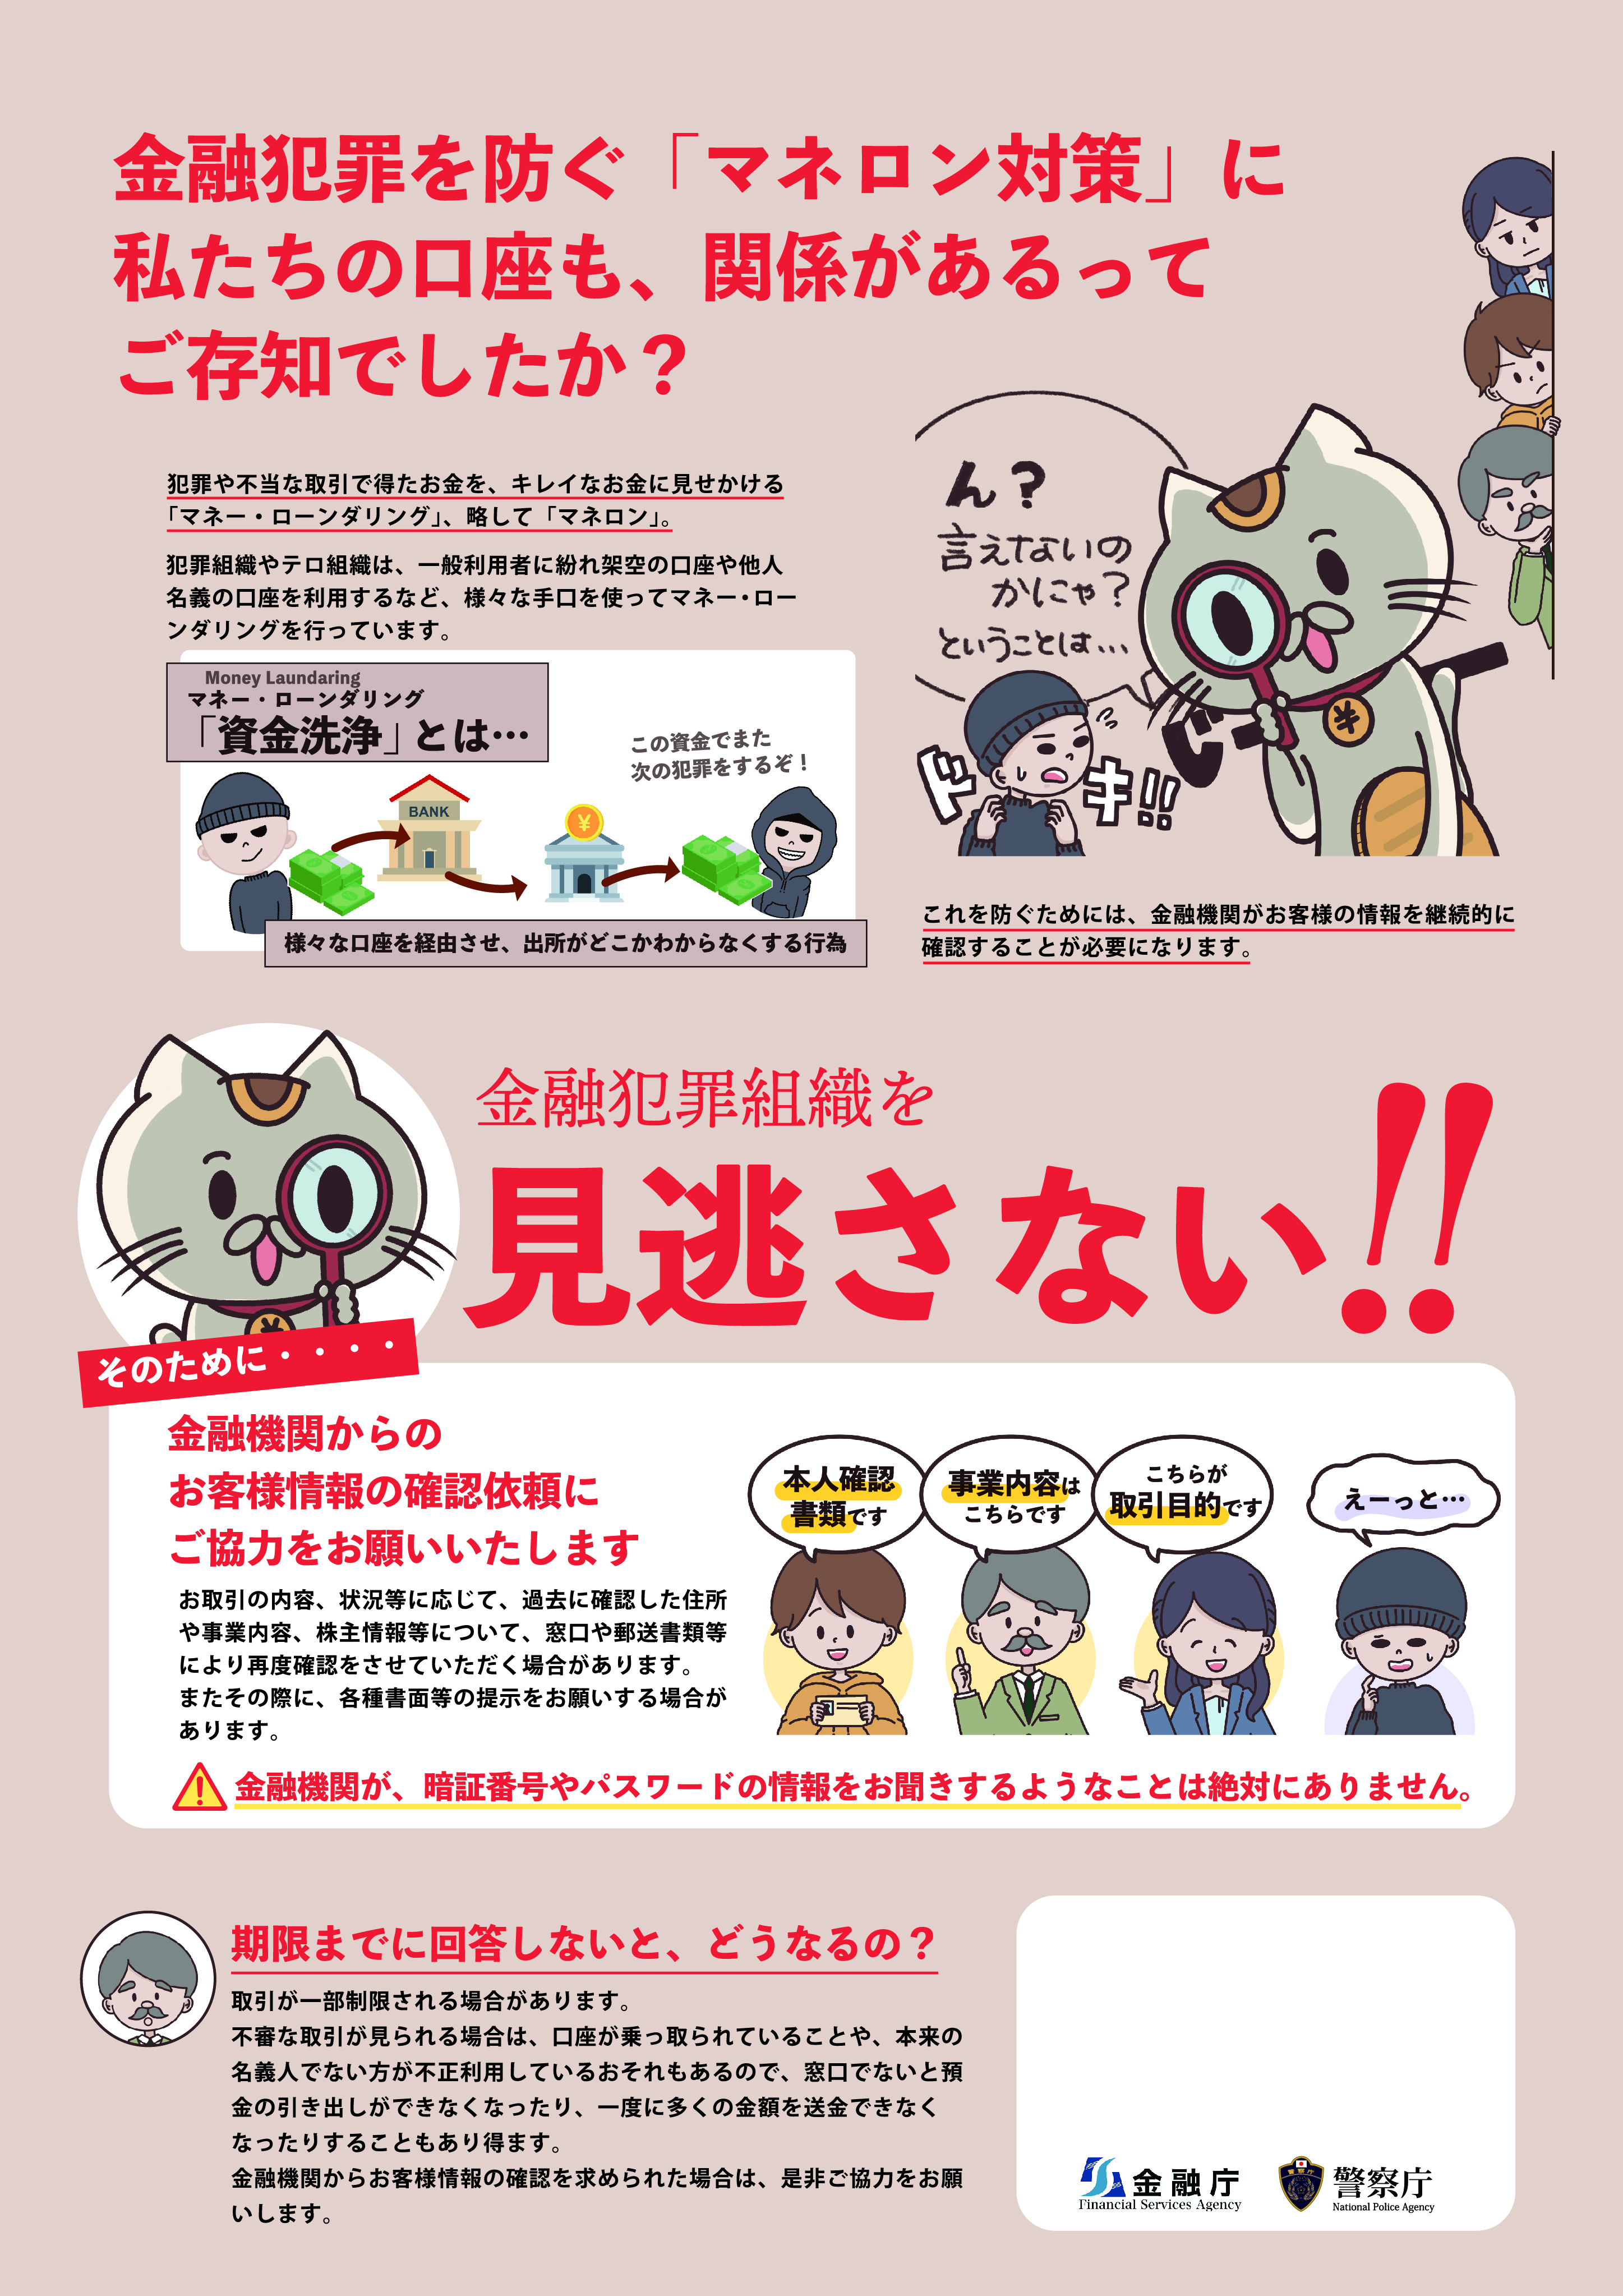 金融犯罪を防ぐ「マネロン対策」に
私たちの口座も、関係があるって
ご存知でしたか？
犯罪や不当な取引で得たお金を、キレイなお金に見せかける
「マネー・ローンダリング」、略して「マネロン」。
犯罪組織やテロ組織は、一般利用者に紛れ架空の口座や他人
名義の口座を利用するなど、様々な手口を使ってマネー・ロー
ンダリングを行っています。
Money Laundaring
マネー・ローンダリング
「資金洗浄」とは…
この資金でまた
次の犯罪をするぞ！
BANK
¥
様々な口座を経由させ、出所がどこかわからなくする行為
ん？
言えないの
かにゃ？
ということは…
じー
ドキ!!
¥
これを防ぐためには、金融機関がお客様の情報を継続的に
確認することが必要になります。
金融犯罪組織を
見逃さない!!
¥
そのために・・・・
金融機関からの
お客様情報の確認依頼に
ご協力をお願いいたします
お取引の内容、状況等に応じて、過去に確認した住所
や事業内容、株主情報等について、窓口や郵送書類等
により再度確認をさせていただく場合があります。
またその際に、各種書面等の提示をお願いする場合が
あります。
本人確認
書類です
事業内容は
こちらです
こちらが
取引目的です
えーっと…
金融機関が、暗証番号やパスワードの情報をお聞きするようなことは絶対にありません。
期限までに回答しないと、どうなるの？
取引が一部制限される場合があります。
不審な取引が見られる場合は、口座が乗っ取られていることや、本来の
名義人でない方が不正利用しているおそれもあるので、窓口でないと預
金の引き出しができなくなったり、一度に多くの金額を送金できなく
なったりすることもあり得ます。
金融機関からお客様情報の確認を求められた場合は、是非ご協力をお願
いします。
金融庁
Financial Services Agency
警察庁
警察庁
National Police Agency